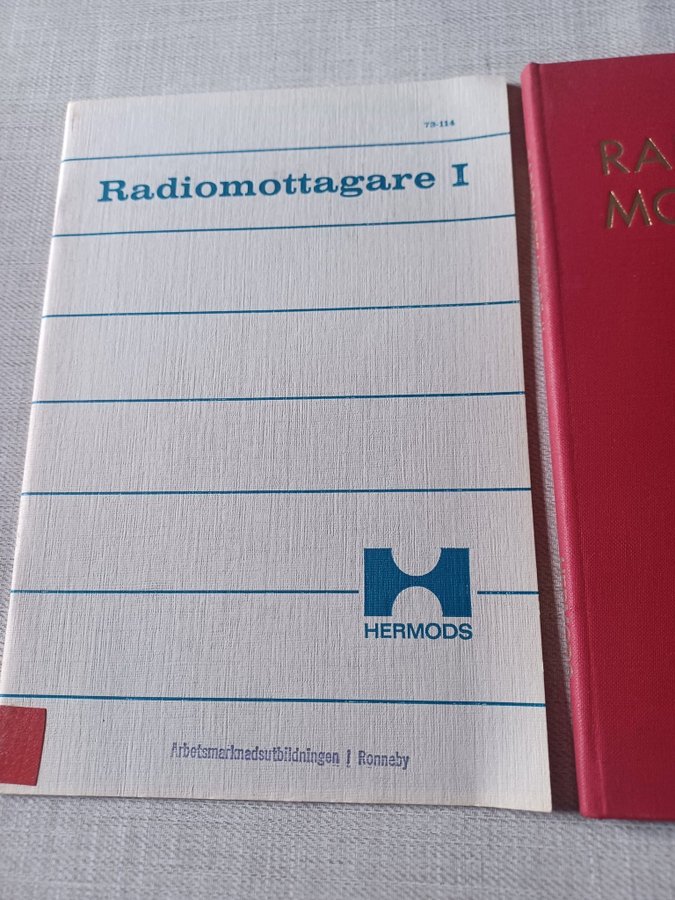 73-114
Radiomottagare I
HERMODS
Arbetsmarknadsutbildningen i Ronneby
RA
MO